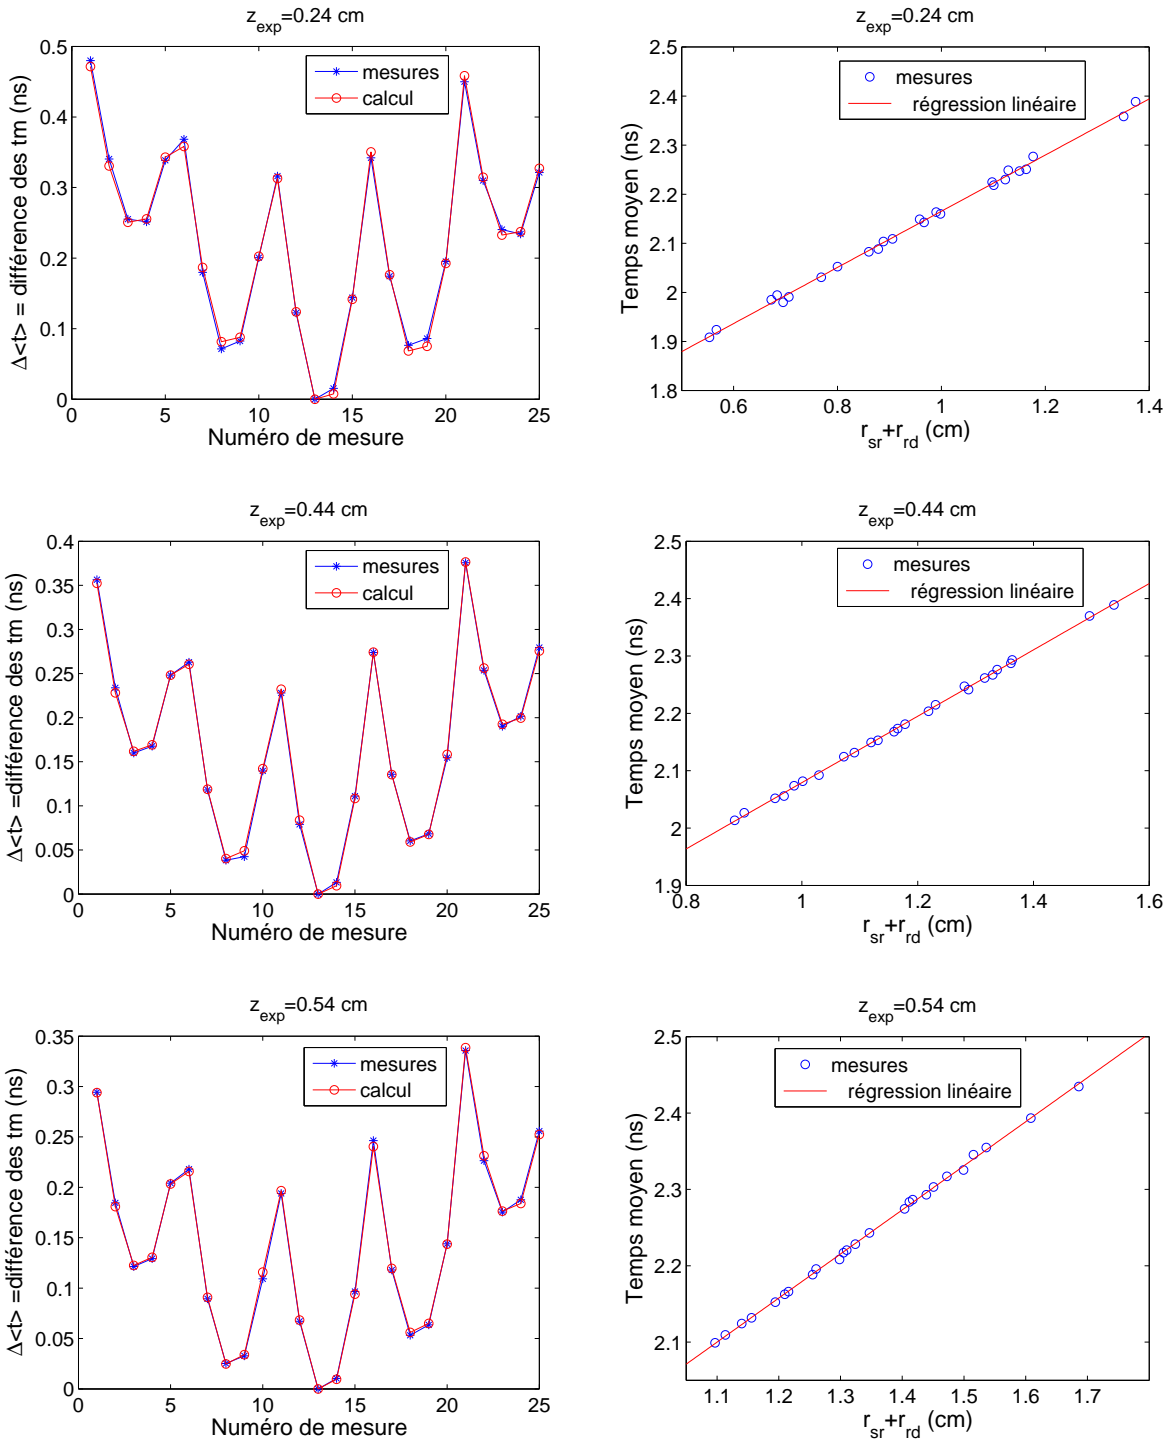 z_exp=0.24 cm
Δ<t> = différence des tm (ns)
0.5
0.4
0.3
0.2
0.1
0
0 5 10 15 20 25
Numéro de mesure
mesures
calcul
z_exp=0.24 cm
Temps moyen (ns)
2.5
2.4
2.3
2.2
2.1
2
1.9
1.8
0.6 0.8 1 1.2 1.4
r_sr+r_rd (cm)
mesures
régression linéaire
z_exp=0.44 cm
Δ<t> =différence des tm (ns)
0.4
0.35
0.3
0.25
0.2
0.15
0.1
0.05
0
0 5 10 15 20 25
Numéro de mesure
mesures
calcul
z_exp=0.44 cm
Temps moyen (ns)
2.5
2.4
2.3
2.2
2.1
2
1.9
0.8 1 1.2 1.4 1.6
r_sr+r_rd (cm)
mesures
régression linéaire
z_exp=0.54 cm
Δ<t> =différence des tm (ns)
0.35
0.3
0.25
0.2
0.15
0.1
0.05
0
0 5 10 15 20 25
Numéro de mesure
mesures
calcul
z_exp=0.54 cm
Temps moyen (ns)
2.5
2.4
2.3
2.2
2.1
1.1 1.2 1.3 1.4 1.5 1.6 1.7
r_sr+r_rd (cm)
mesures
régression linéaire